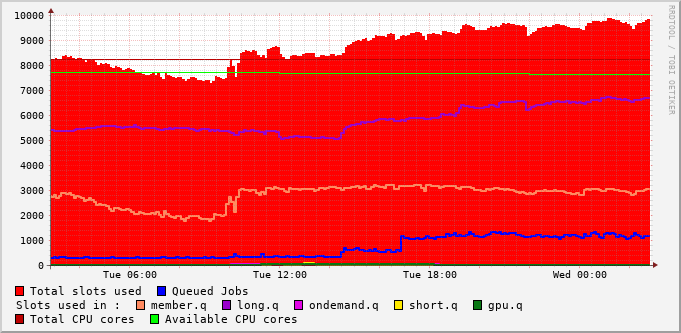 10000
9000
8000
7000
6000
5000
4000
3000
2000
1000
0
Tue 06:00 Tue 12:00 Tue 18:00 Wed 00:00
RRDTOOL / TOBI OETIKER
Total slots used Queued Jobs
Slots used in : member.q long.q ondemand.q short.q gpu.q
Total CPU cores Available CPU cores